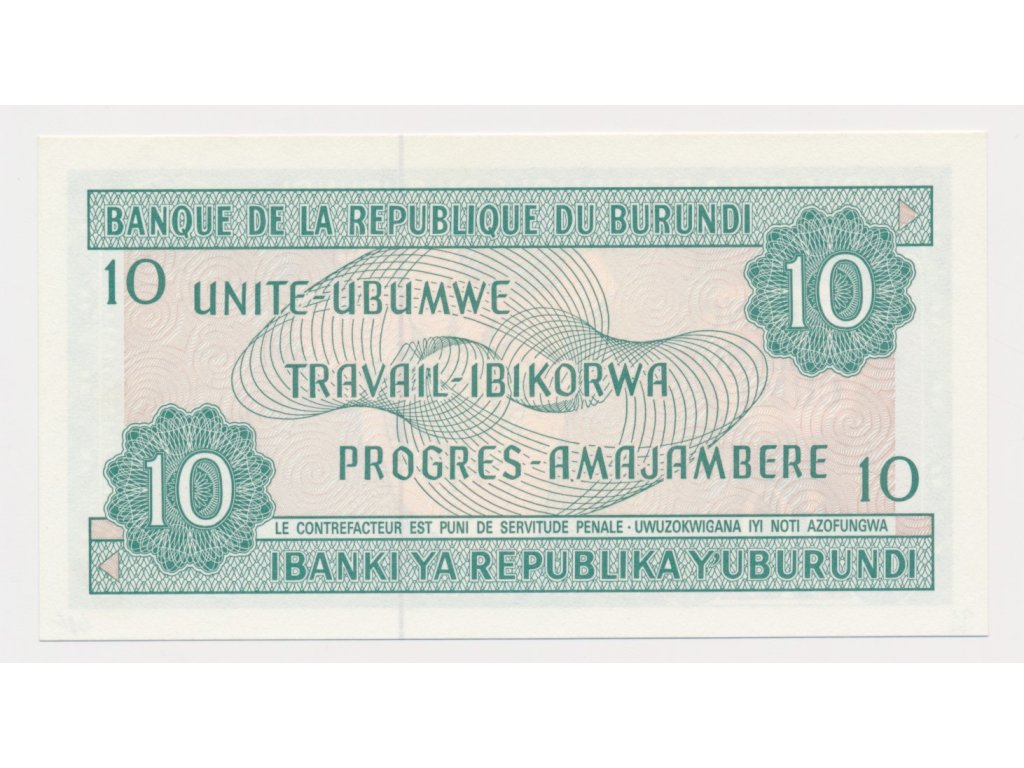 BANQUE DE LA REPUBLIQUE DU BURUNDI
10
10
UNITE-UBUMWE
TRAVAIL-IBIKORWA
PROGRES-AMAJAMBERE
10
10
LE CONTREFACTEUR EST PUNI DE SERVITUDE PENALE - UWUZOKWIGANA IYI NOTI AZOFUNGWA
IBANKI YA REPUBLIKA Y'UBURUNDI